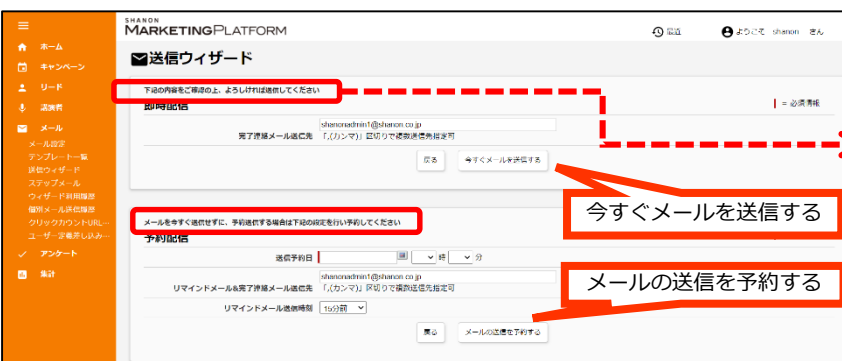 SHANON
MARKETINGPLATFORM
最近
ようこそ shanon さん
ホーム
キャンペーン
リード
講演者
メール
メール設定
テンプレート一覧
送信ウィザード
ステップメール
ウィザード利用履歴
個別メール送信履歴
クリックカウントURL…
ユーザー定義差し込み…
アンケート
集計
送信ウィザード
下記の内容をご確認の上、よろしければ送信してください
即時配信
= 必須情報
完了連絡メール送信先
shanonadmin1@shanon.co.jp
「,(カンマ)」区切りで複数送信先指定可
戻る
今すぐメールを送信する
今すぐメールを送信する
メールを今すぐ送信せずに、予約送信する場合は下記の設定を行い予約してください
予約配信
送信予約日
時
分
リマインドメール&完了連絡メール送信先
shanonadmin1@shanon.co.jp
「,(カンマ)」区切りで複数送信先指定可
リマインドメール送信時刻
15分前
戻る
メールの送信を予約する
メールの送信を予約する